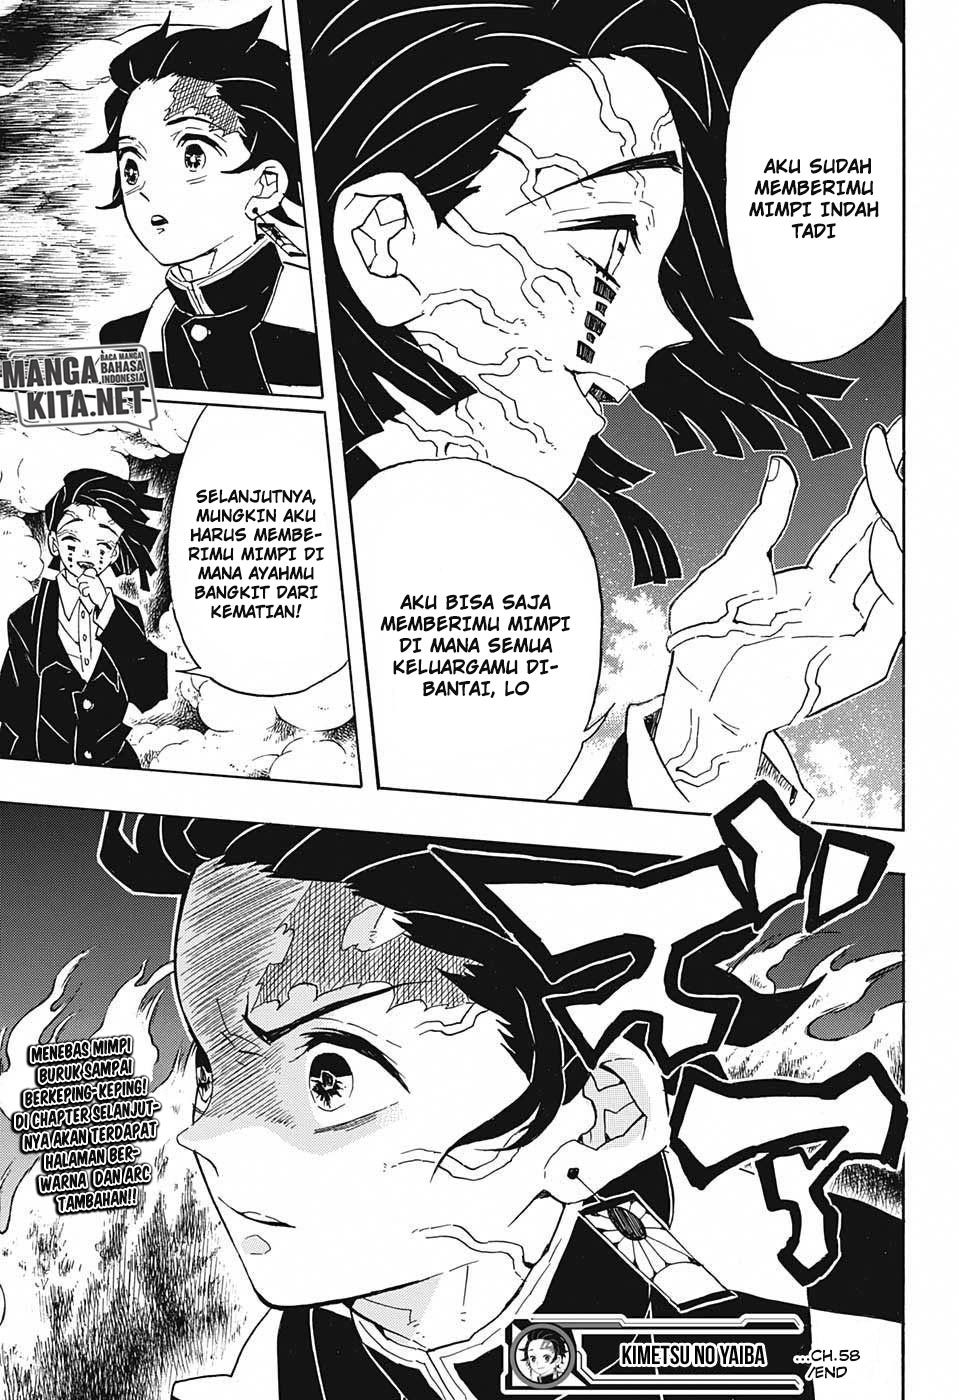 AKU SUDAH
MEMBERIMU
MIMPI INDAH
TADI
AKU BISA SAJA
MEMBERIMU MIMPI
DI MANA SEMUA
KELUARGAMU DI-
BANTAI, LO
MANGA
BACA MANGA
BAHASA
INDONESIA
KITA.NET
SELANJUTNYA,
MUNGKIN AKU
HARUS MEMBE-
RIMU MIMPI DI
MANA AYAHMU
BANGKIT DARI
KEMATIAN!
MENEBAS MIMPI
BURUK SAMPAI
BERKEPING-KEPING!
DI CHAPTER SELANJUT-
NYA AKAN TERDAPAT
HALAMAN BER-
WARNA DAN ARC
TAMBAHAN!!
KIMETSU NO YAIBA
...CH.58
/END